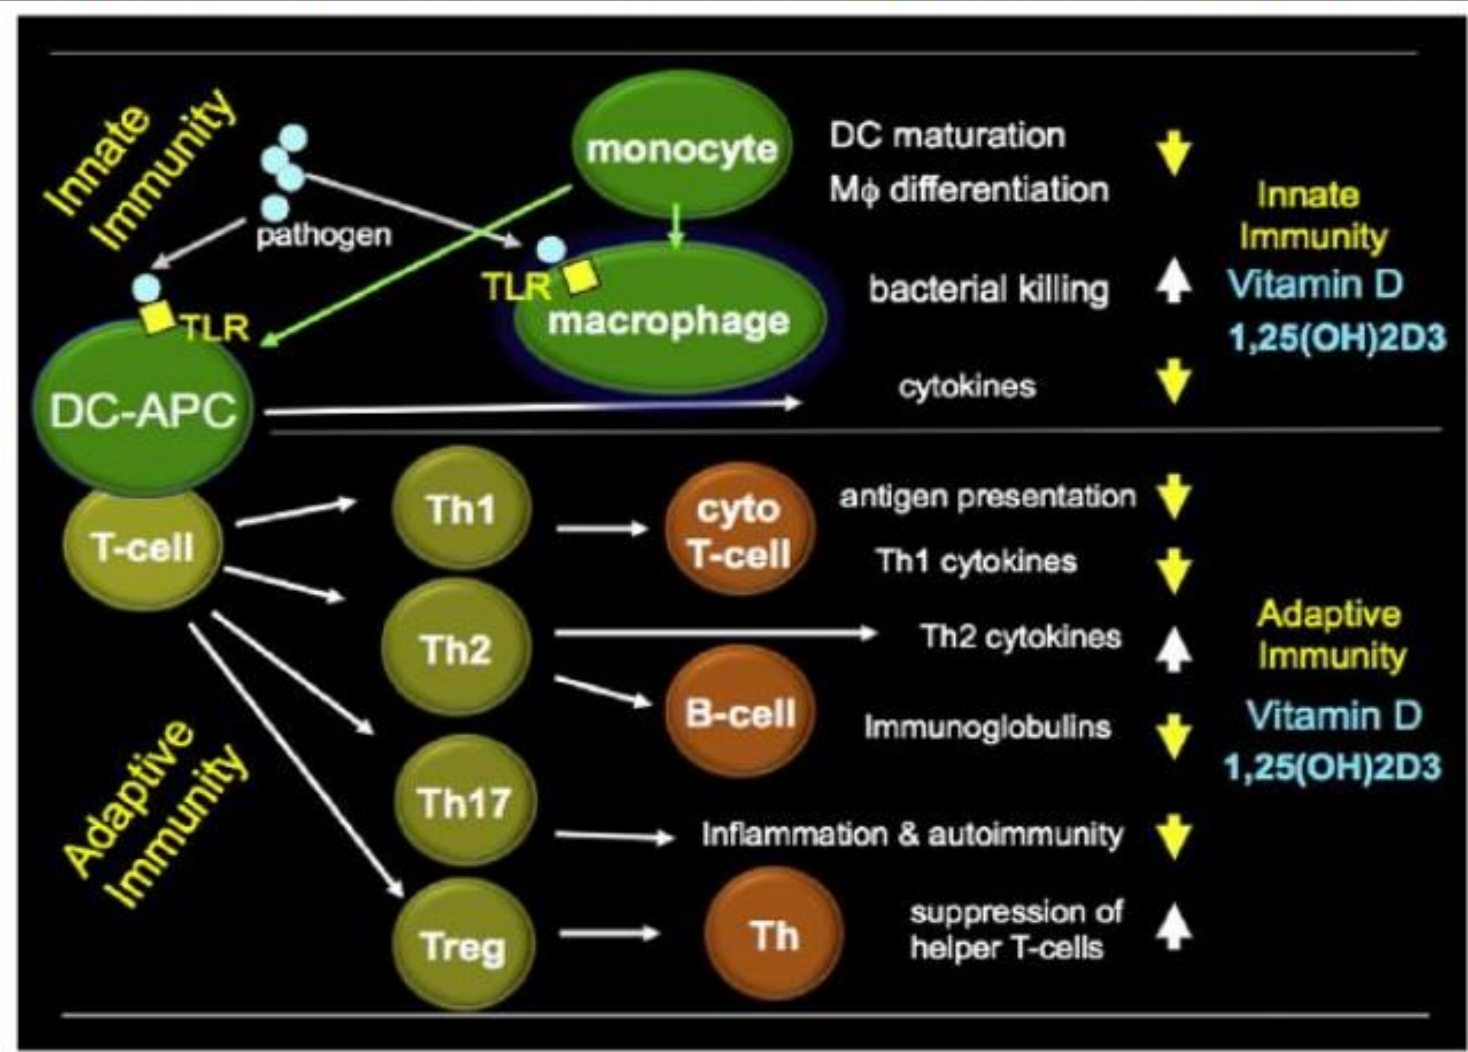 Innate
Immunity
pathogen
monocyte
TLR
macrophage
TLR
DC-APC
DC maturation
Mϕ differentiation
bacterial killing
cytokines
Innate
Immunity
Vitamin D
1,25(OH)2D3
T-cell
Th1
cyto
T-cell
Th2
B-cell
Th17
Treg
Th
antigen presentation
Th1 cytokines
Th2 cytokines
Immunoglobulins
Inflammation & autoimmunity
suppression of
helper T-cells
Adaptive
Immunity
Vitamin D
1,25(OH)2D3
Adaptive
Immunity